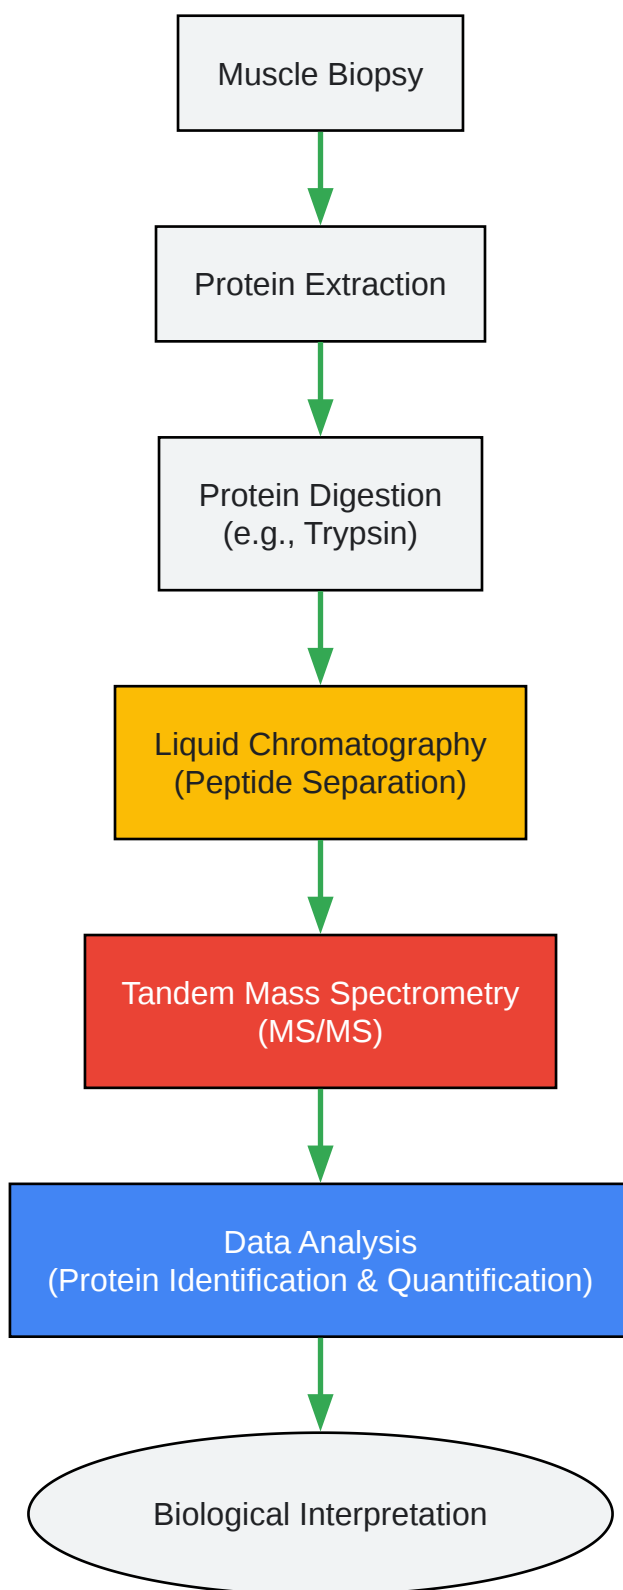 Muscle Biopsy
Protein Extraction
Protein Digestion
(e.g., Trypsin)
Liquid Chromatography
(Peptide Separation)
Tandem Mass Spectrometry
(MS/MS)
Data Analysis
(Protein Identification & Quantification)
Biological Interpretation